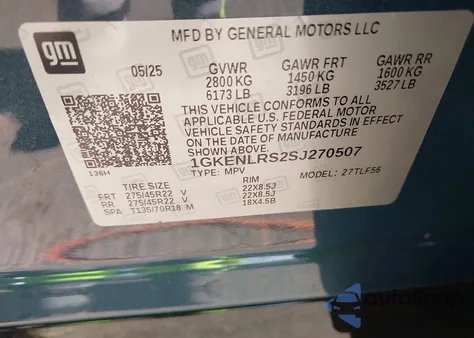 gm
MFD BY GENERAL MOTORS LLC
05/25 GVWR GAWR FRT GAWR RR
2800 KG 1450 KG 1600 KG
6173 LB 3196 LB 3527 LB
THIS VEHICLE CONFORMS TO ALL
APPLICABLE U.S. FEDERAL MOTOR
VEHICLE SAFETY STANDARDS IN EFFECT
ON THE DATE OF MANUFACTURE
SHOWN ABOVE.
1GKENLRS2SJ270507
136H TYPE: MPV MODEL: 27TLF56
TIRE SIZE RIM
FRT 275/45R22 V 22X8.5J
RR 275/45R22 V 22X8.5J
SPA T135/70R18 M 18X4.5B
autoSnap